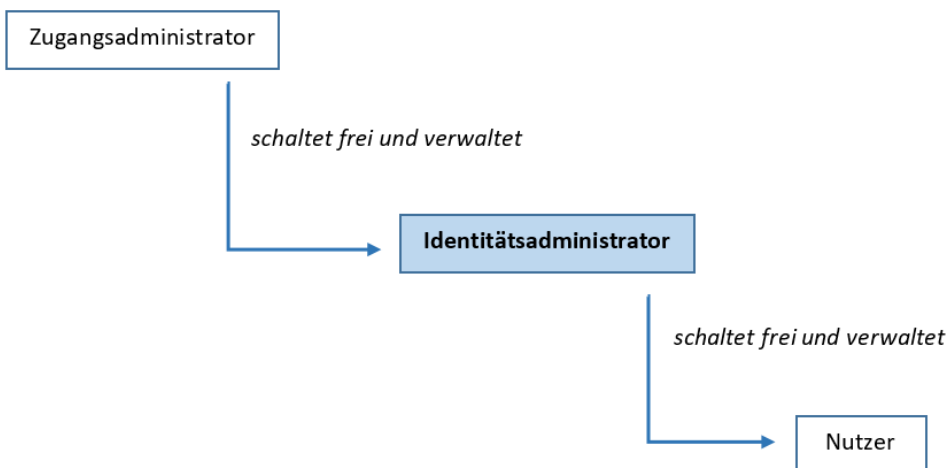 Zugangsadministrator
schaltet frei und verwaltet
Identitätsadministrator
schaltet frei und verwaltet
Nutzer